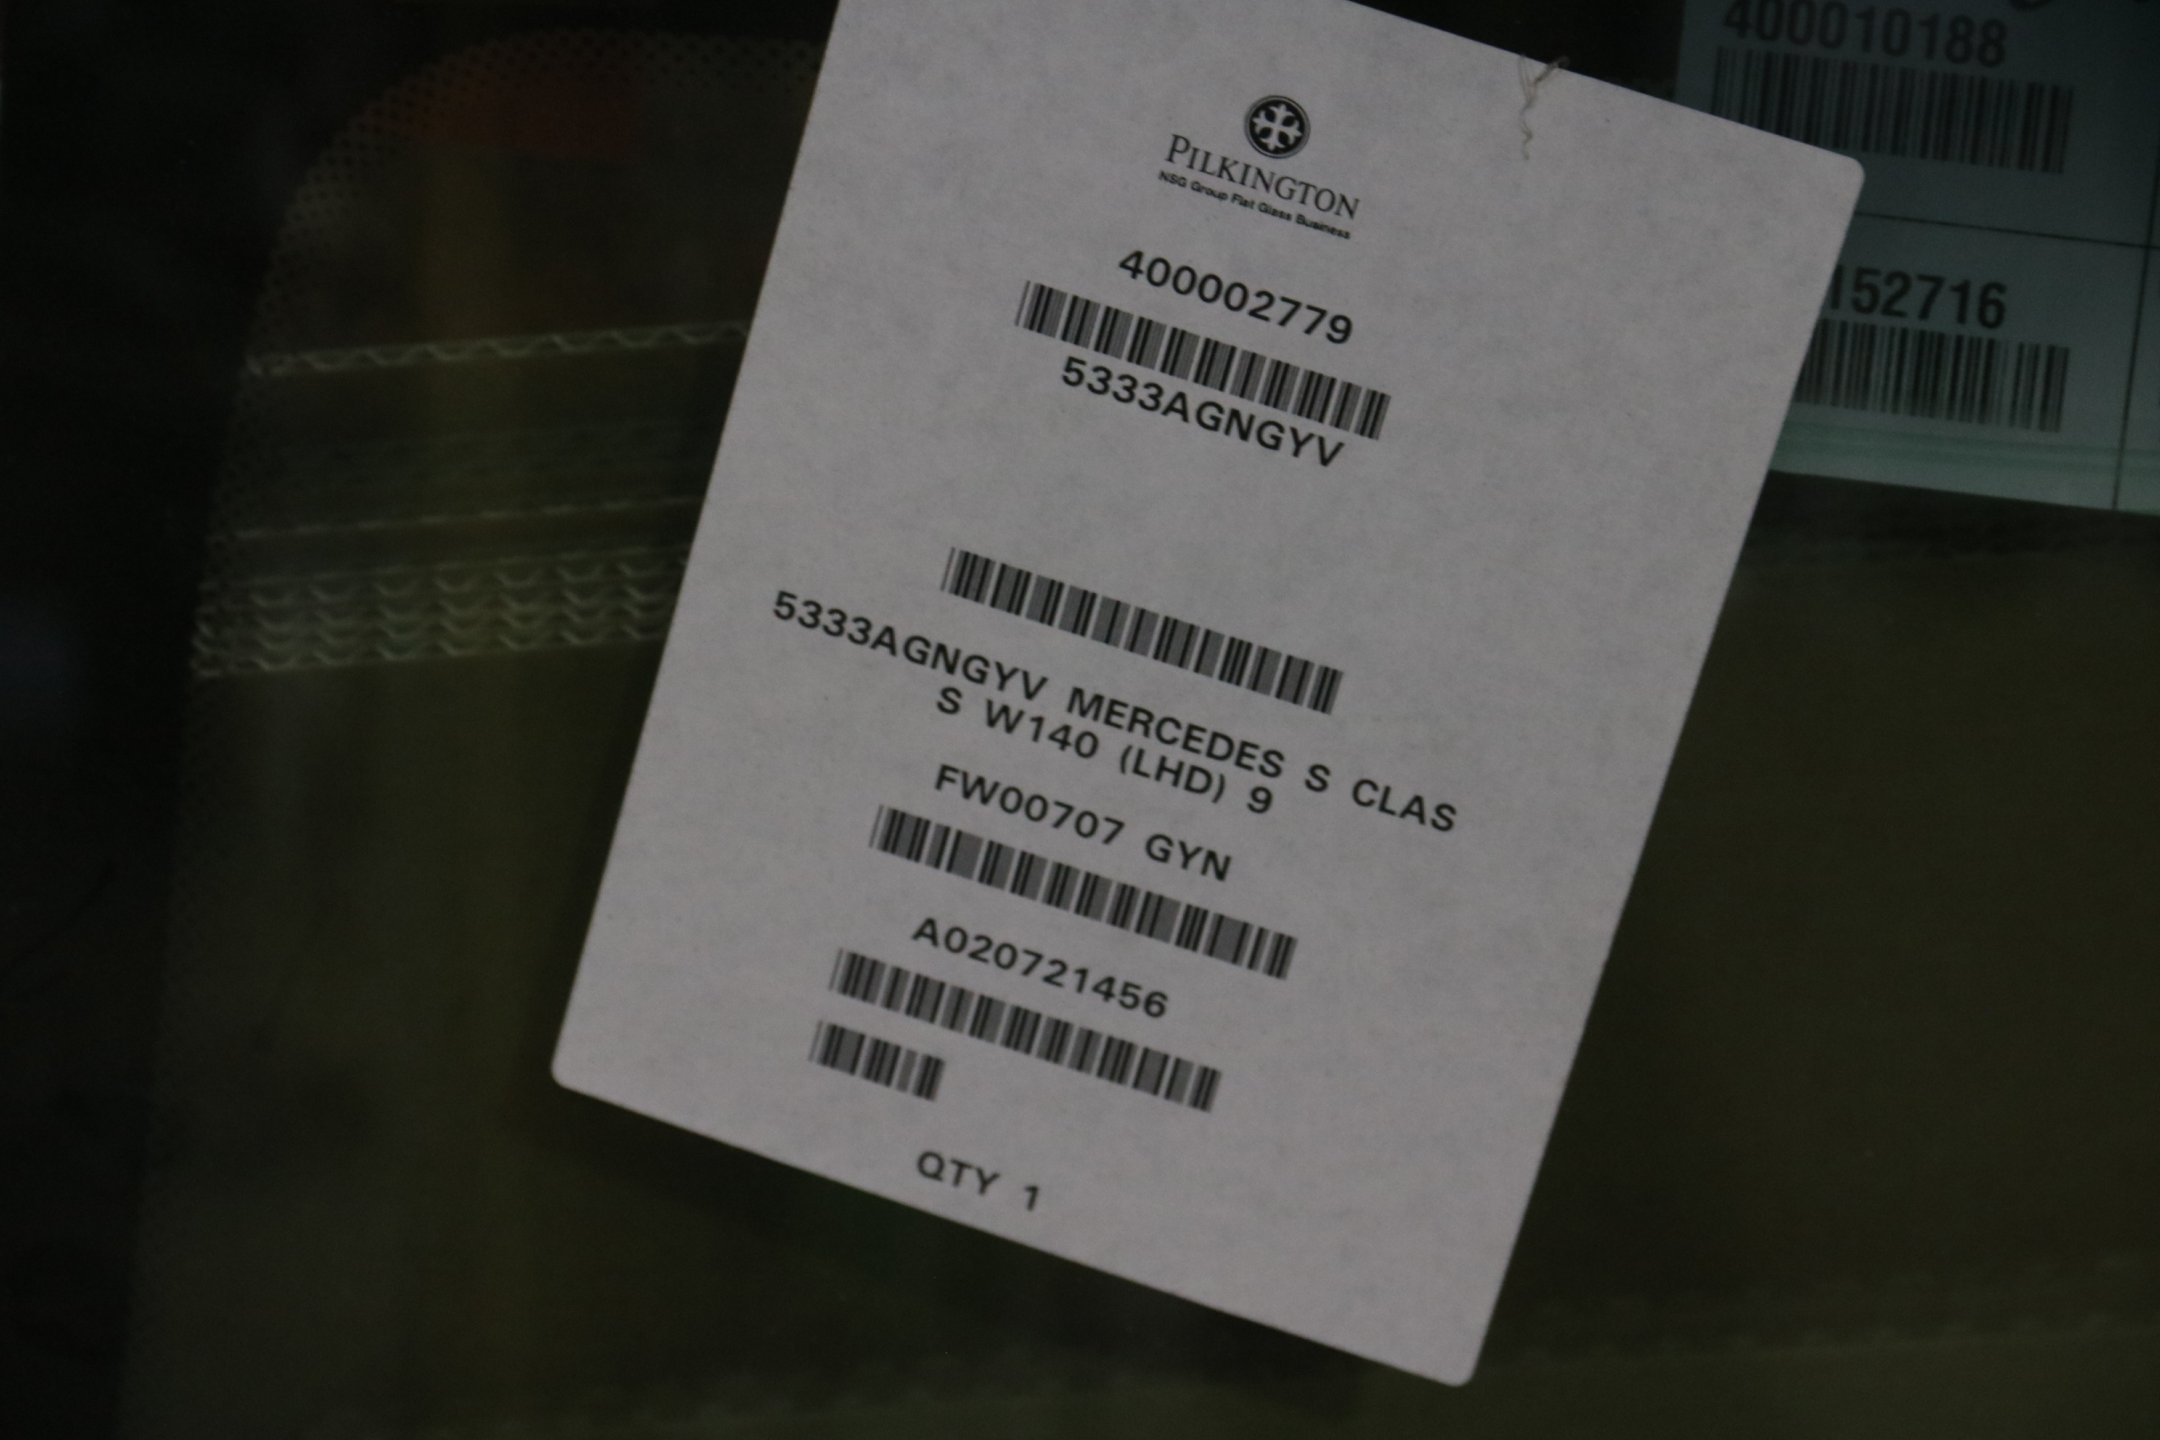 PILKINGTON
NSG Group Flat Glass Business
400002779
5333AGNGYV
5333AGNGYV MERCEDES S CLAS
S W140 (LHD) 9
FW00707 GYN
A020721456
QTY 1
400010188
152716